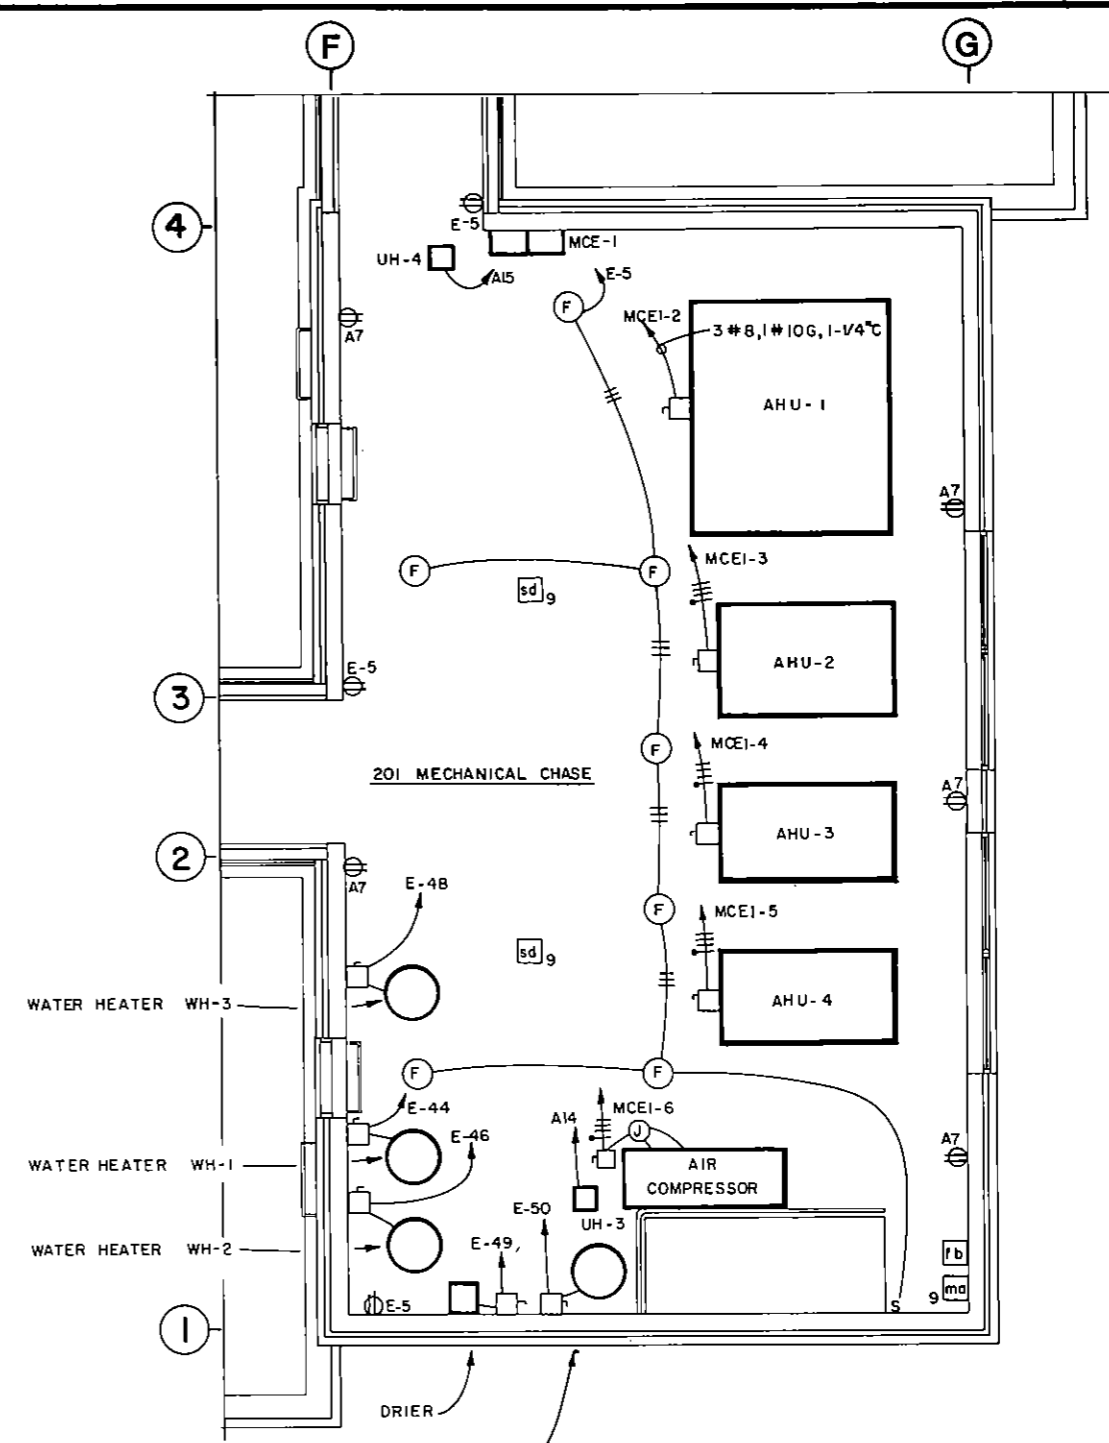 F
G
4
E-5
UH-4
MCE-1
A15
E-5
F
MCE1-2
3#8,1#10G,1-1/4"C
A7
AHU-1
A7
MCE1-3
F
F
sd 9
AHU-2
E-5
3
F
MCE1-4
201 MECHANICAL CHASE
A7
AHU-3
2
A7
E-48
F
MCE1-5
sd 9
WATER HEATER WH-3
AHU-4
F
F
E-44
MCE1-6
A14
J
E-46
A7
WATER HEATER WH-1
AIR
COMPRESSOR
E-50
UH-3
WATER HEATER WH-2
E-49
fb
9 ma
E-5
S
1
DRIER